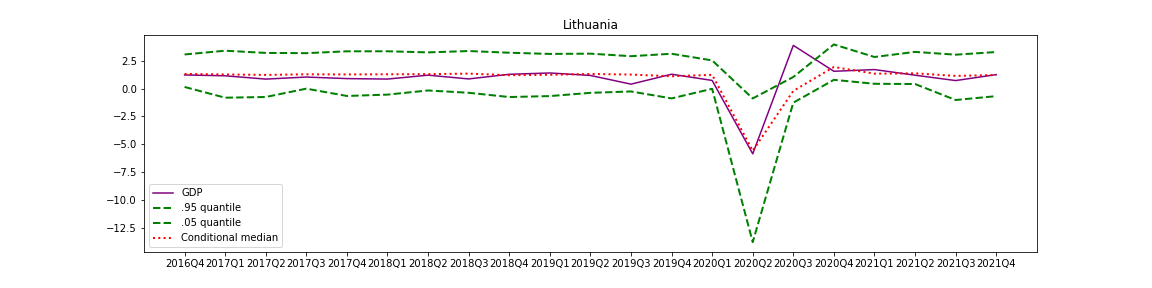 Lithuania
2.5
0.0
−2.5
−5.0
−7.5
−10.0
−12.5
GDP
.95 quantile
.05 quantile
Conditional median
2016Q4 2017Q1 2017Q2 2017Q3 2017Q4 2018Q1 2018Q2 2018Q3 2018Q4 2019Q1 2019Q2 2019Q3 2019Q4 2020Q1 2020Q2 2020Q3 2020Q4 2021Q1 2021Q2 2021Q3 2021Q4